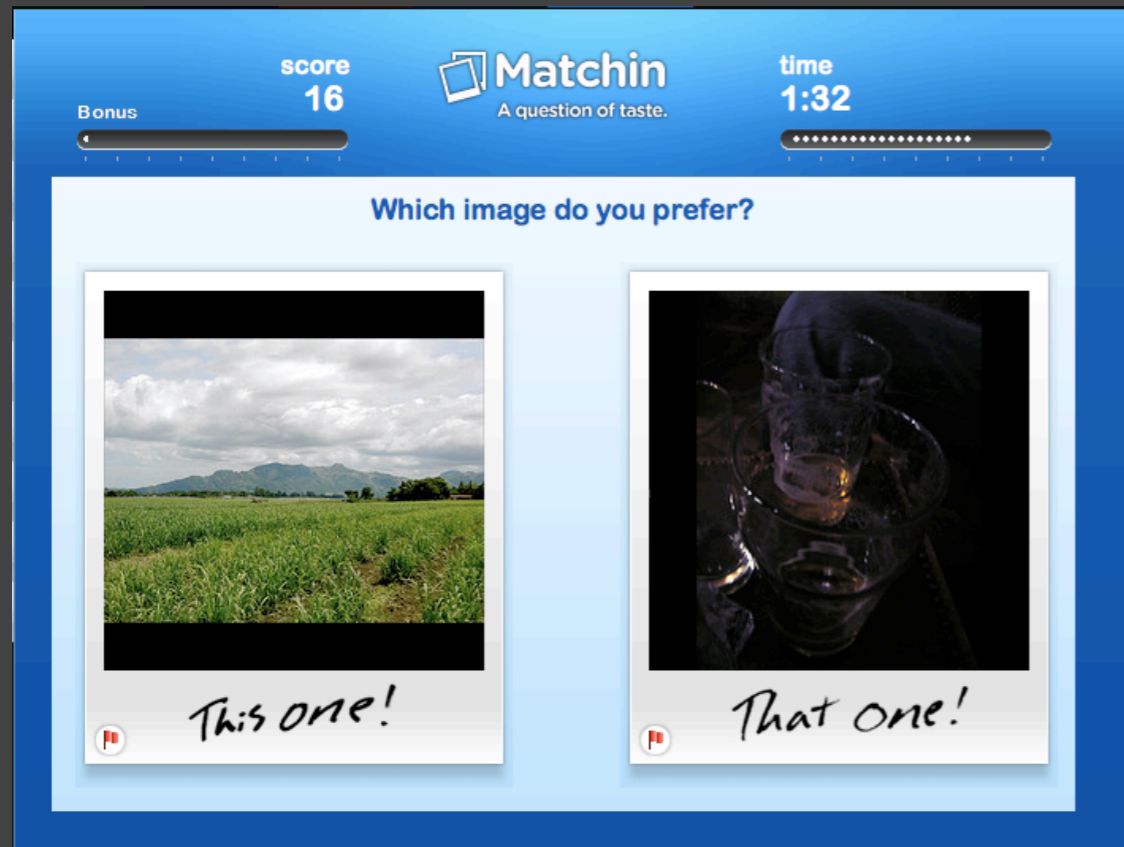 score
16
Bonus
Matchin
A question of taste.
time
1:32
Which image do you prefer?
This one!
That one!